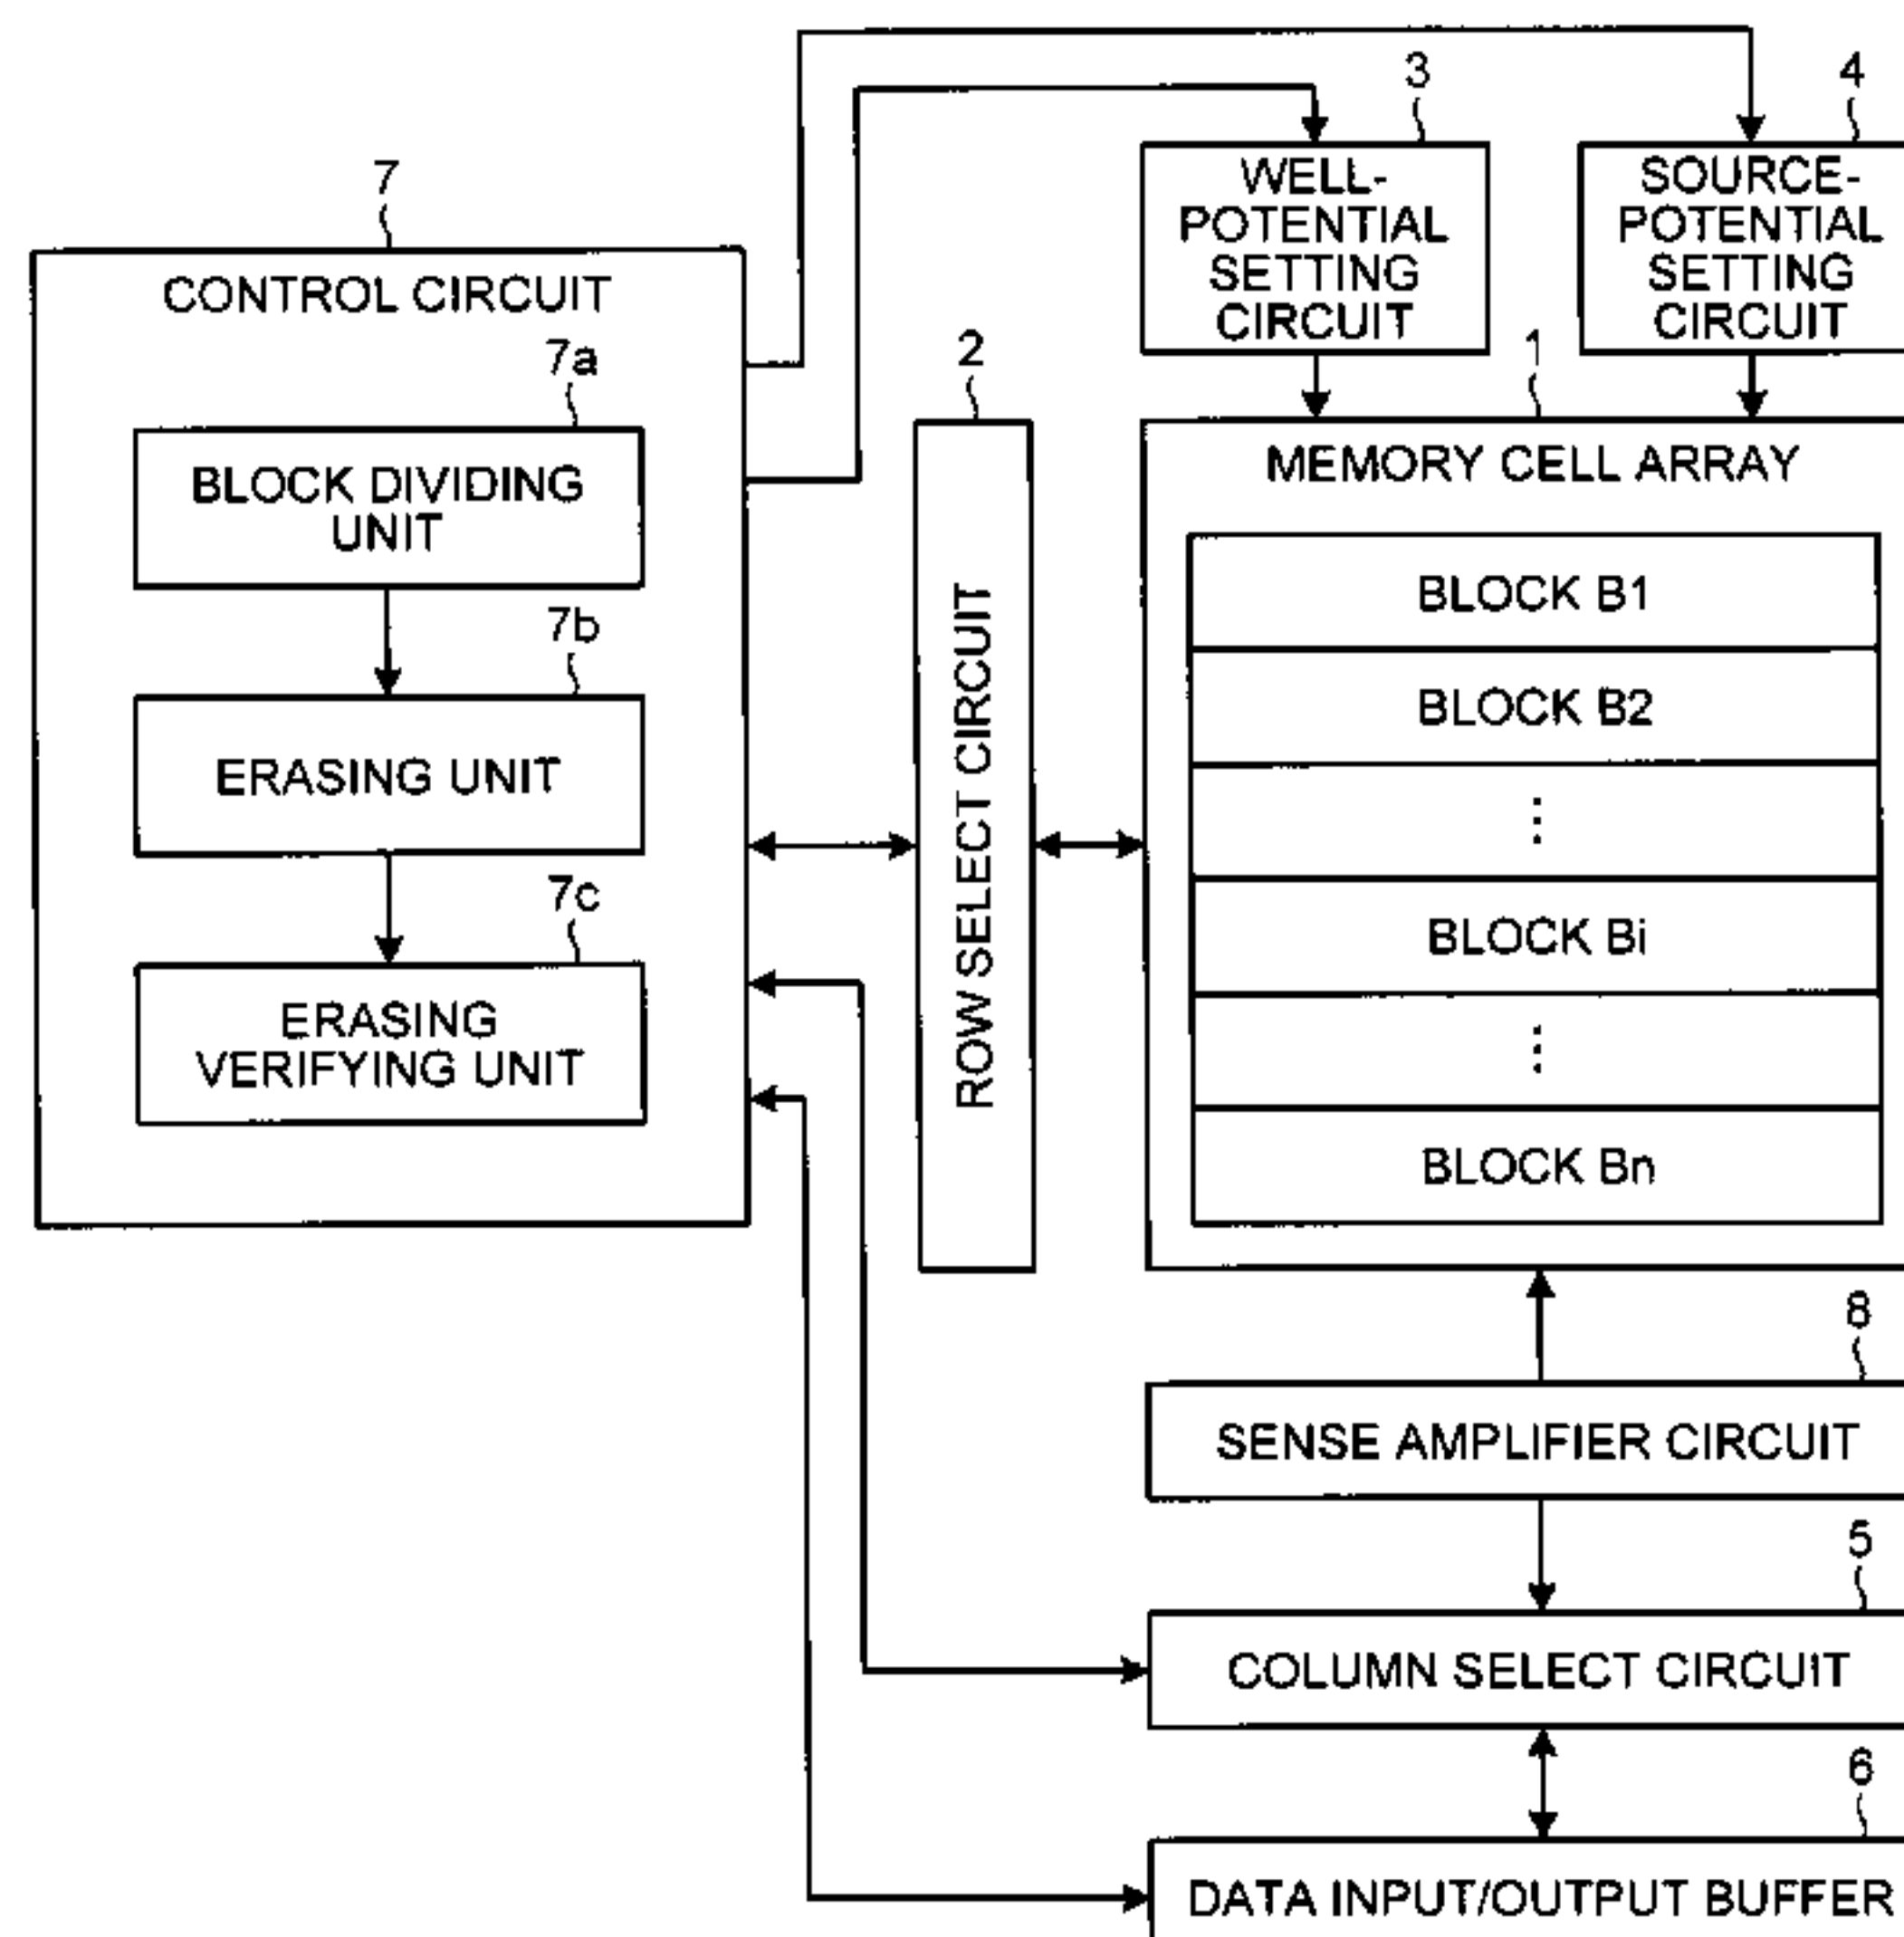 3
4
WELL-
POTENTIAL
SETTING
CIRCUIT
SOURCE-
POTENTIAL
SETTING
CIRCUIT
7
CONTROL CIRCUIT
7a
BLOCK DIVIDING
UNIT
7b
ERASING UNIT
7c
ERASING
VERIFYING UNIT
2
ROW SELECT CIRCUIT
1
MEMORY CELL ARRAY
BLOCK B1
BLOCK B2
⋮
BLOCK Bi
⋮
BLOCK Bn
8
SENSE AMPLIFIER CIRCUIT
5
COLUMN SELECT CIRCUIT
6
DATA INPUT/OUTPUT BUFFER